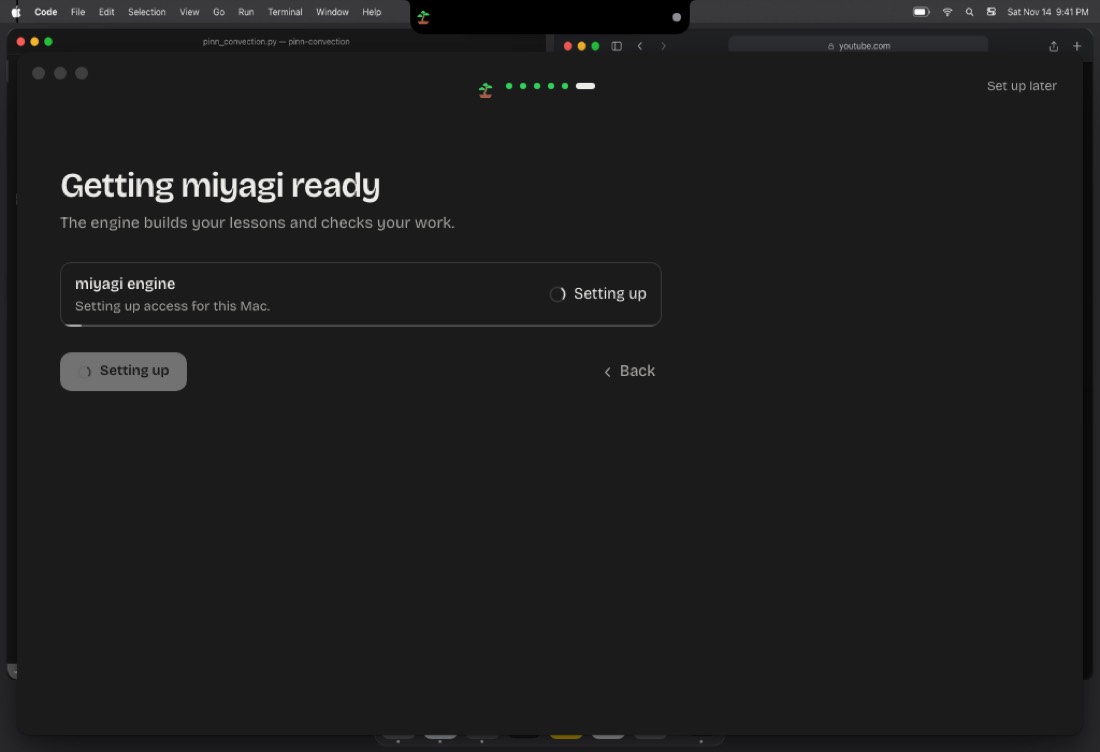 Code File Edit Selection View Go Run Terminal Window Help
Sat Nov 14 9:41 PM
pinn_convection.py — pinn-convection
youtube.com
Set up later
Getting miyagi ready
The engine builds your lessons and checks your work.
miyagi engine
Setting up access for this Mac.
Setting up
Setting up
Back